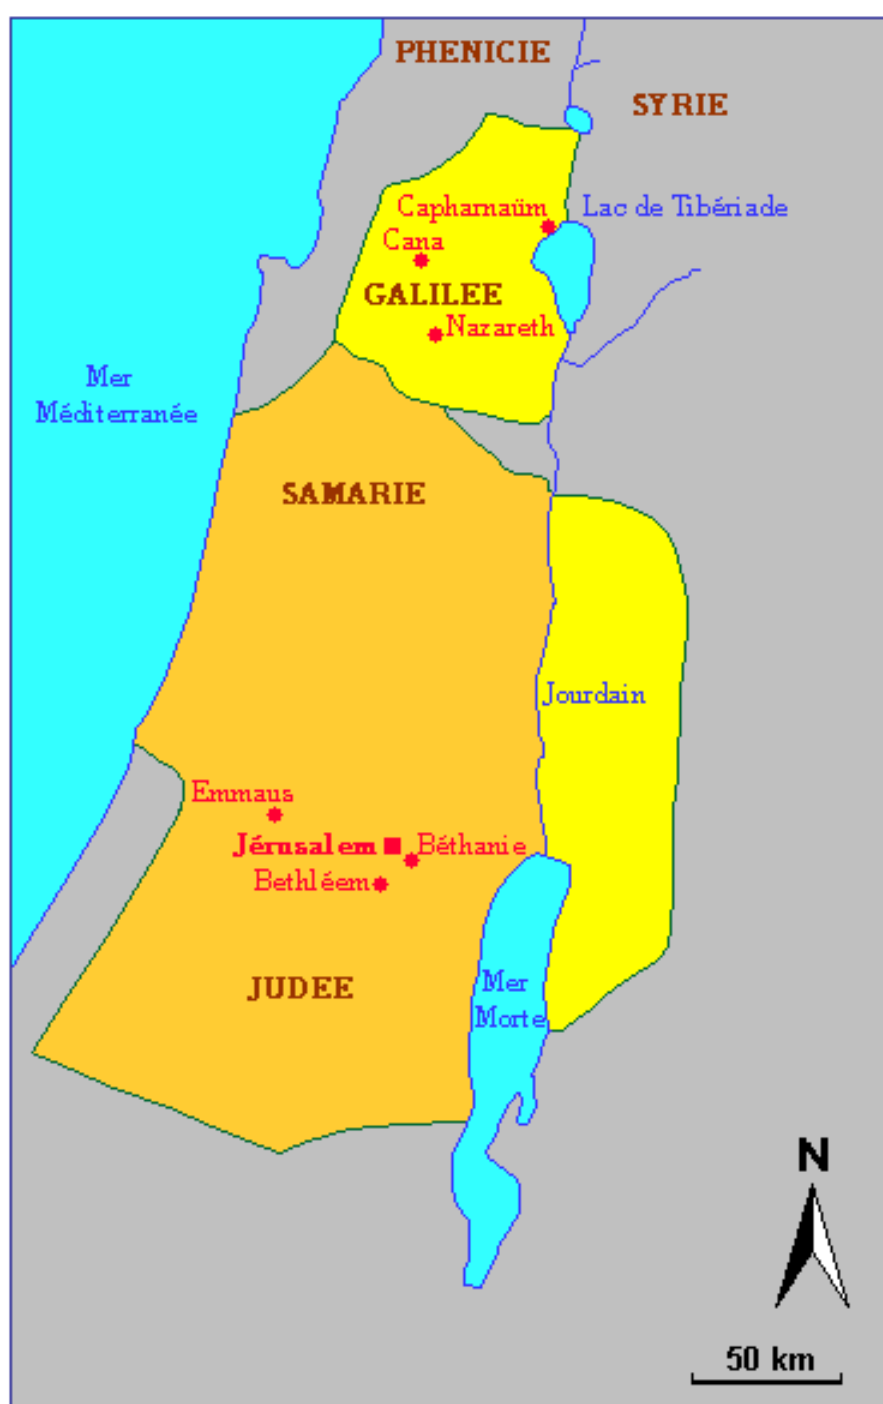 PHENICIE
SYRIE
Capharnaüm
Lac de Tibériade
Cana
GALILEE
Nazareth
Mer
Méditerranée
SAMARIE
Jourdain
Emmaus
Jérusalem
Béthanie
Bethléem
JUDEE
Mer
Morte
N
50 km